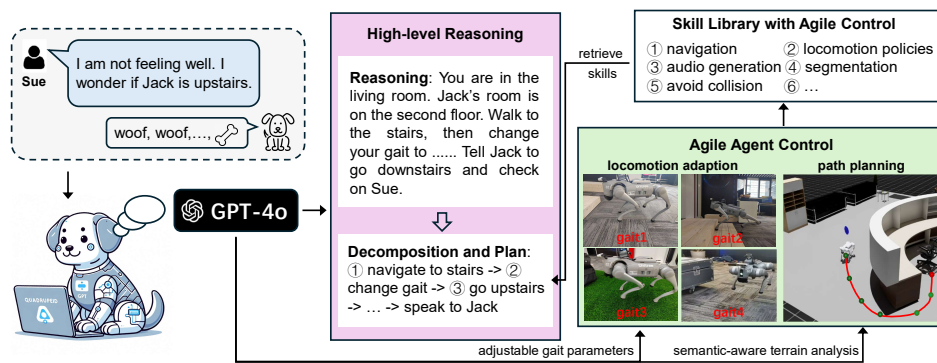 Sue
I am not feeling well. I
wonder if Jack is upstairs.
woof, woof,...,
GPT
QUADRUPED
GPT-4o
High-level Reasoning
Reasoning: You are in the
living room. Jack's room is
on the second floor. Walk to
the stairs, then change
your gait to ...... Tell Jack to
go downstairs and check
on Sue.
Decomposition and Plan:
① navigate to stairs -> ②
change gait -> ③ go upstairs
-> ... -> speak to Jack
retrieve
skills
Skill Library with Agile Control
① navigation ② locomotion policies
③ audio generation ④ segmentation
⑤ avoid collision ⑥ ...
Agile Agent Control
locomotion adaption path planning
gait1 gait2
gait3 gait4
adjustable gait parameters semantic-aware terrain analysis